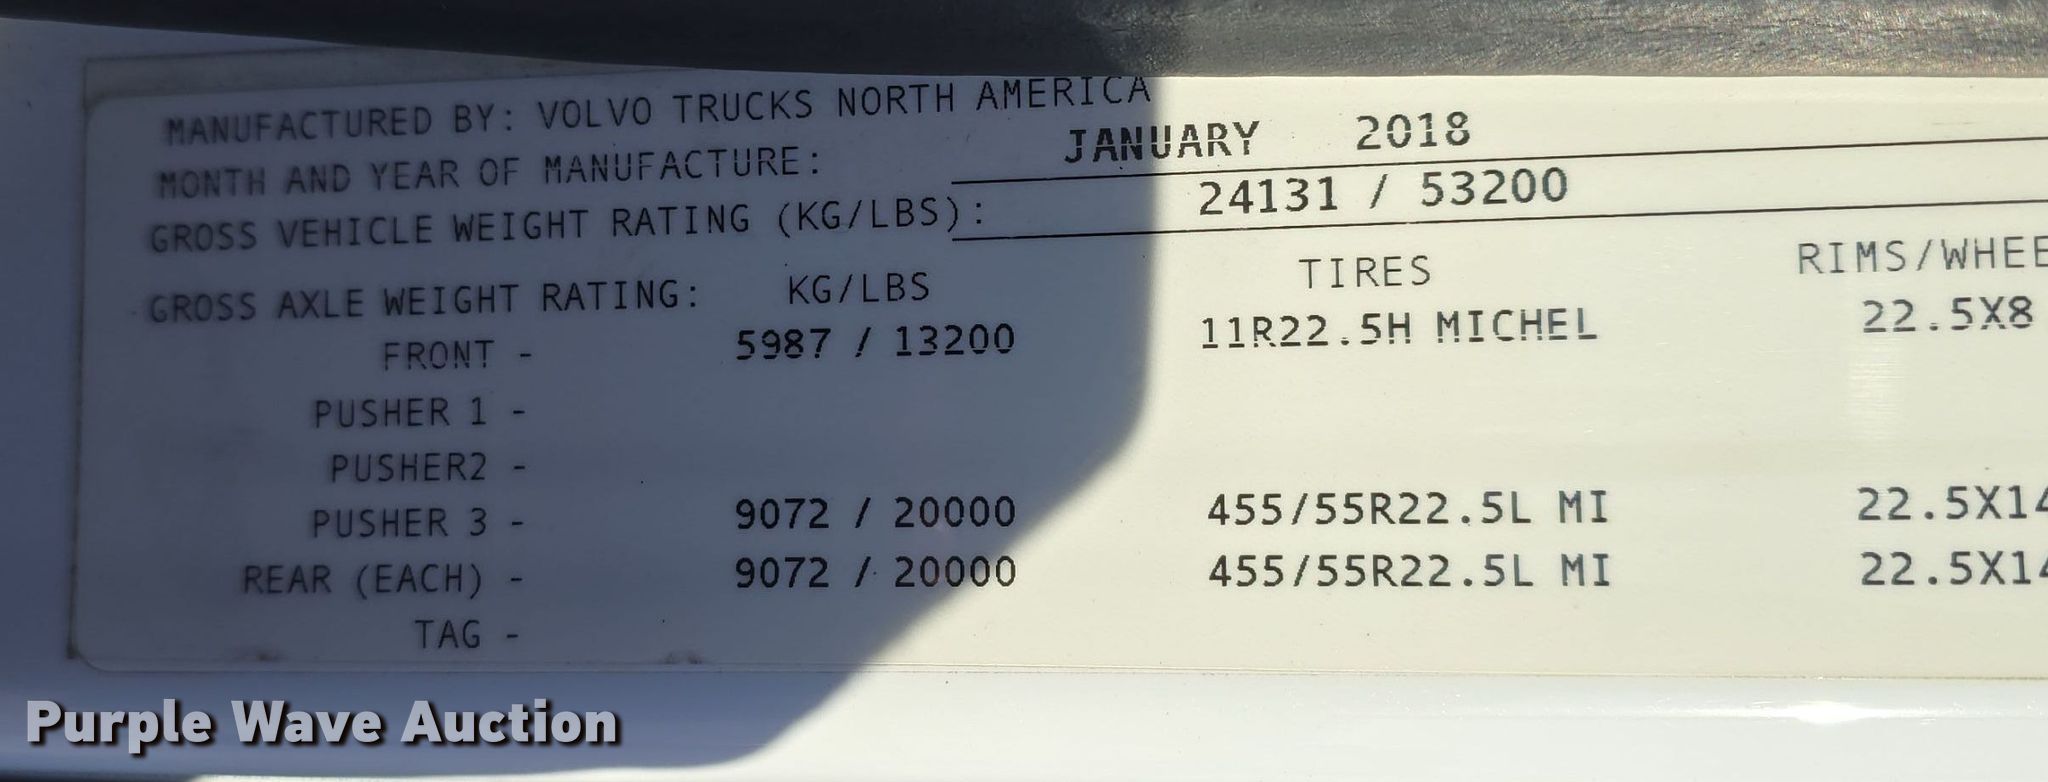 MANUFACTURED BY: VOLVO TRUCKS NORTH AMERICA
MONTH AND YEAR OF MANUFACTURE: JANUARY 2018
GROSS VEHICLE WEIGHT RATING (KG/LBS): 24131 / 53200
GROSS AXLE WEIGHT RATING: KG/LBS TIRES RIMS/WHEE
FRONT - 5987 / 13200 11R22.5H MICHEL 22.5X8
PUSHER 1 -
PUSHER2 -
PUSHER 3 - 9072 / 20000 455/55R22.5L MI 22.5X14
REAR (EACH) - 9072 / 20000 455/55R22.5L MI 22.5X14
TAG -
Purple Wave Auction